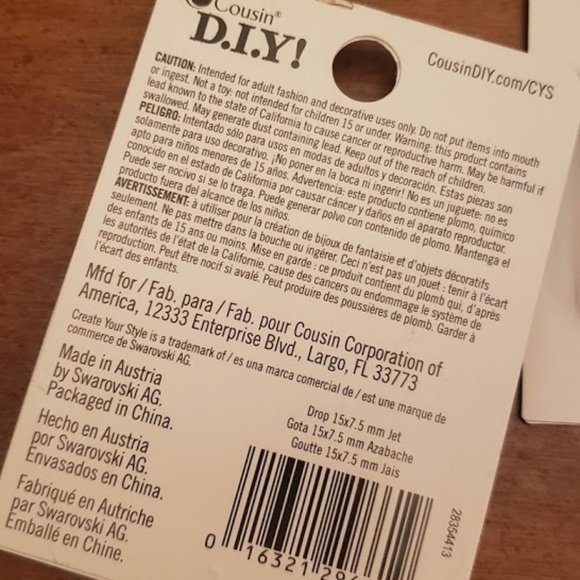 Cousin®
D.I.Y!
CousinDIY.com/CYS
CAUTION: Intended for adult fashion and decorative uses only. Do not put items into mouth
or ingest. Not a toy: not intended for children 15 or under. Warning: this product contains
lead known to the state of California to cause cancer or reproductive harm. May be harmful if
swallowed. May generate dust containing lead. Keep out of the reach of children.
PELIGRO: Intentado sólo para usos en modas de adultos y decoración. Estas piezas son
solamente para uso decorativo. ¡No poner en la boca ni ingerir! No es un juguete: no es
apto para niños menores de 15 años. Advertencia: este producto contiene plomo, químico
conocido en el estado de California por causar cáncer y daños en el aparato reproductor.
Puede ser nocivo si se lo traga. Puede generar polvo con contenido de plomo. Mantenga el
producto fuera del alcance de los niños.
AVERTISSEMENT: à utiliser pour la création de bijoux de fantaisie et d'objets décoratifs
seulement. Ne pas mettre dans la bouche ou ingérer. Ceci n'est pas un jouet : tenir à l'écart
des enfants de 15 ans ou moins. Mise en garde : ce produit contient du plomb qui, d'après
les autorités de l'état de la Californie, cause des cancers ou endommage le système de
reproduction. Peut être nocif si avalé. Peut produire des poussières de plomb. Garder à
l'écart des enfants.
Mfd for / Fab. para / Fab. pour Cousin Corporation of
America, 12333 Enterprise Blvd., Largo, FL 33773
Create Your Style is a trademark of / es una marca comercial de / est une marque de
commerce de Swarovski AG.
Made in Austria
by Swarovski AG.
Packaged in China.
Hecho en Austria
por Swarovski AG.
Envasados en China.
Fabriqué en Autriche
par Swarovski AG.
Emballé en Chine.
Drop 15x7.5 mm Jet
Gota 15x7.5 mm Azabache
Goutte 15x7.5 mm Jais
28354413
0 16321 29